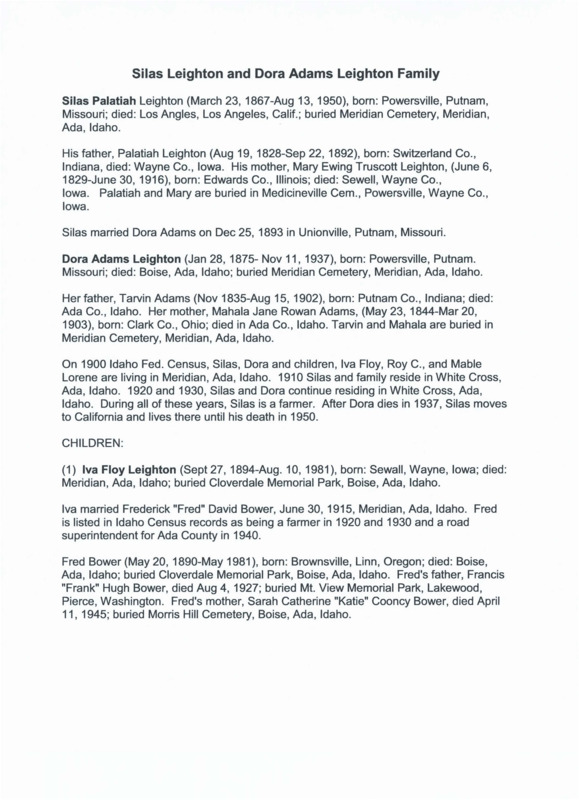 Silas Leighton and Dora Adams Leighton Family
Silas Palatiah Leighton (March 23, 1867-Aug 13, 1950), born: Powersville, Putnam,
Missouri; died: Los Angles, Los Angeles, Calif.; buried Meridian Cemetery, Meridian,
Ada, Idaho.
His father, Palatiah Leighton (Aug 19, 1828-Sep 22, 1892), born: Switzerland Co.,
Indiana, died: Wayne Co., Iowa.  His mother, Mary Ewing Truscott Leighton, (June 6,
1829-June 30, 1916), born: Edwards Co., Illinois; died: Sewell, Wayne Co.,
Iowa.   Palatiah and Mary are buried in Medicineville Cem., Powersville, Wayne Co.,
Iowa.
Silas married Dora Adams on Dec 25, 1893 in Unionville, Putnam, Missouri.
Dora Adams Leighton (Jan 28, 1875- Nov 11, 1937), born: Powersville, Putnam.
Missouri; died: Boise, Ada, Idaho; buried Meridian Cemetery, Meridian, Ada, Idaho.
Her father, Tarvin Adams (Nov 1835-Aug 15, 1902), born: Putnam Co., Indiana; died:
Ada Co., Idaho.  Her mother, Mahala Jane Rowan Adams, (May 23, 1844-Mar 20,
1903), born: Clark Co., Ohio; died in Ada Co., Idaho. Tarvin and Mahala are buried in
Meridian Cemetery, Meridian, Ada, Idaho.
On 1900 Idaho Fed. Census, Silas, Dora and children, Iva Floy, Roy C., and Mable
Lorene are living in Meridian, Ada, Idaho.  1910 Silas and family reside in White Cross,
Ada, Idaho.  1920 and 1930, Silas and Dora continue residing in White Cross, Ada,
Idaho.  During all of these years, Silas is a farmer.  After Dora dies in 1937, Silas moves
to California and lives there until his death in 1950.
CHILDREN:
(1)  Iva Floy Leighton (Sept 27, 1894-Aug. 10, 1981), born: Sewall, Wayne, Iowa; died:
Meridian, Ada, Idaho; buried Cloverdale Memorial Park, Boise, Ada, Idaho.
Iva married Frederick "Fred" David Bower, June 30, 1915, Meridian, Ada, Idaho.  Fred
is listed in Idaho Census records as being a farmer in 1920 and 1930 and a road
superintendent for Ada County in 1940.
Fred Bower (May 20, 1890-May 1981), born: Brownsville, Linn, Oregon; died: Boise,
Ada, Idaho; buried Cloverdale Memorial Park, Boise, Ada, Idaho.  Fred's father, Francis
"Frank" Hugh Bower, died Aug 4, 1927; buried Mt. View Memorial Park, Lakewood,
Pierce, Washington.  Fred's mother, Sarah Catherine "Katie" Cooncy Bower, died April
11, 1945; buried Morris Hill Cemetery, Boise, Ada, Idaho.